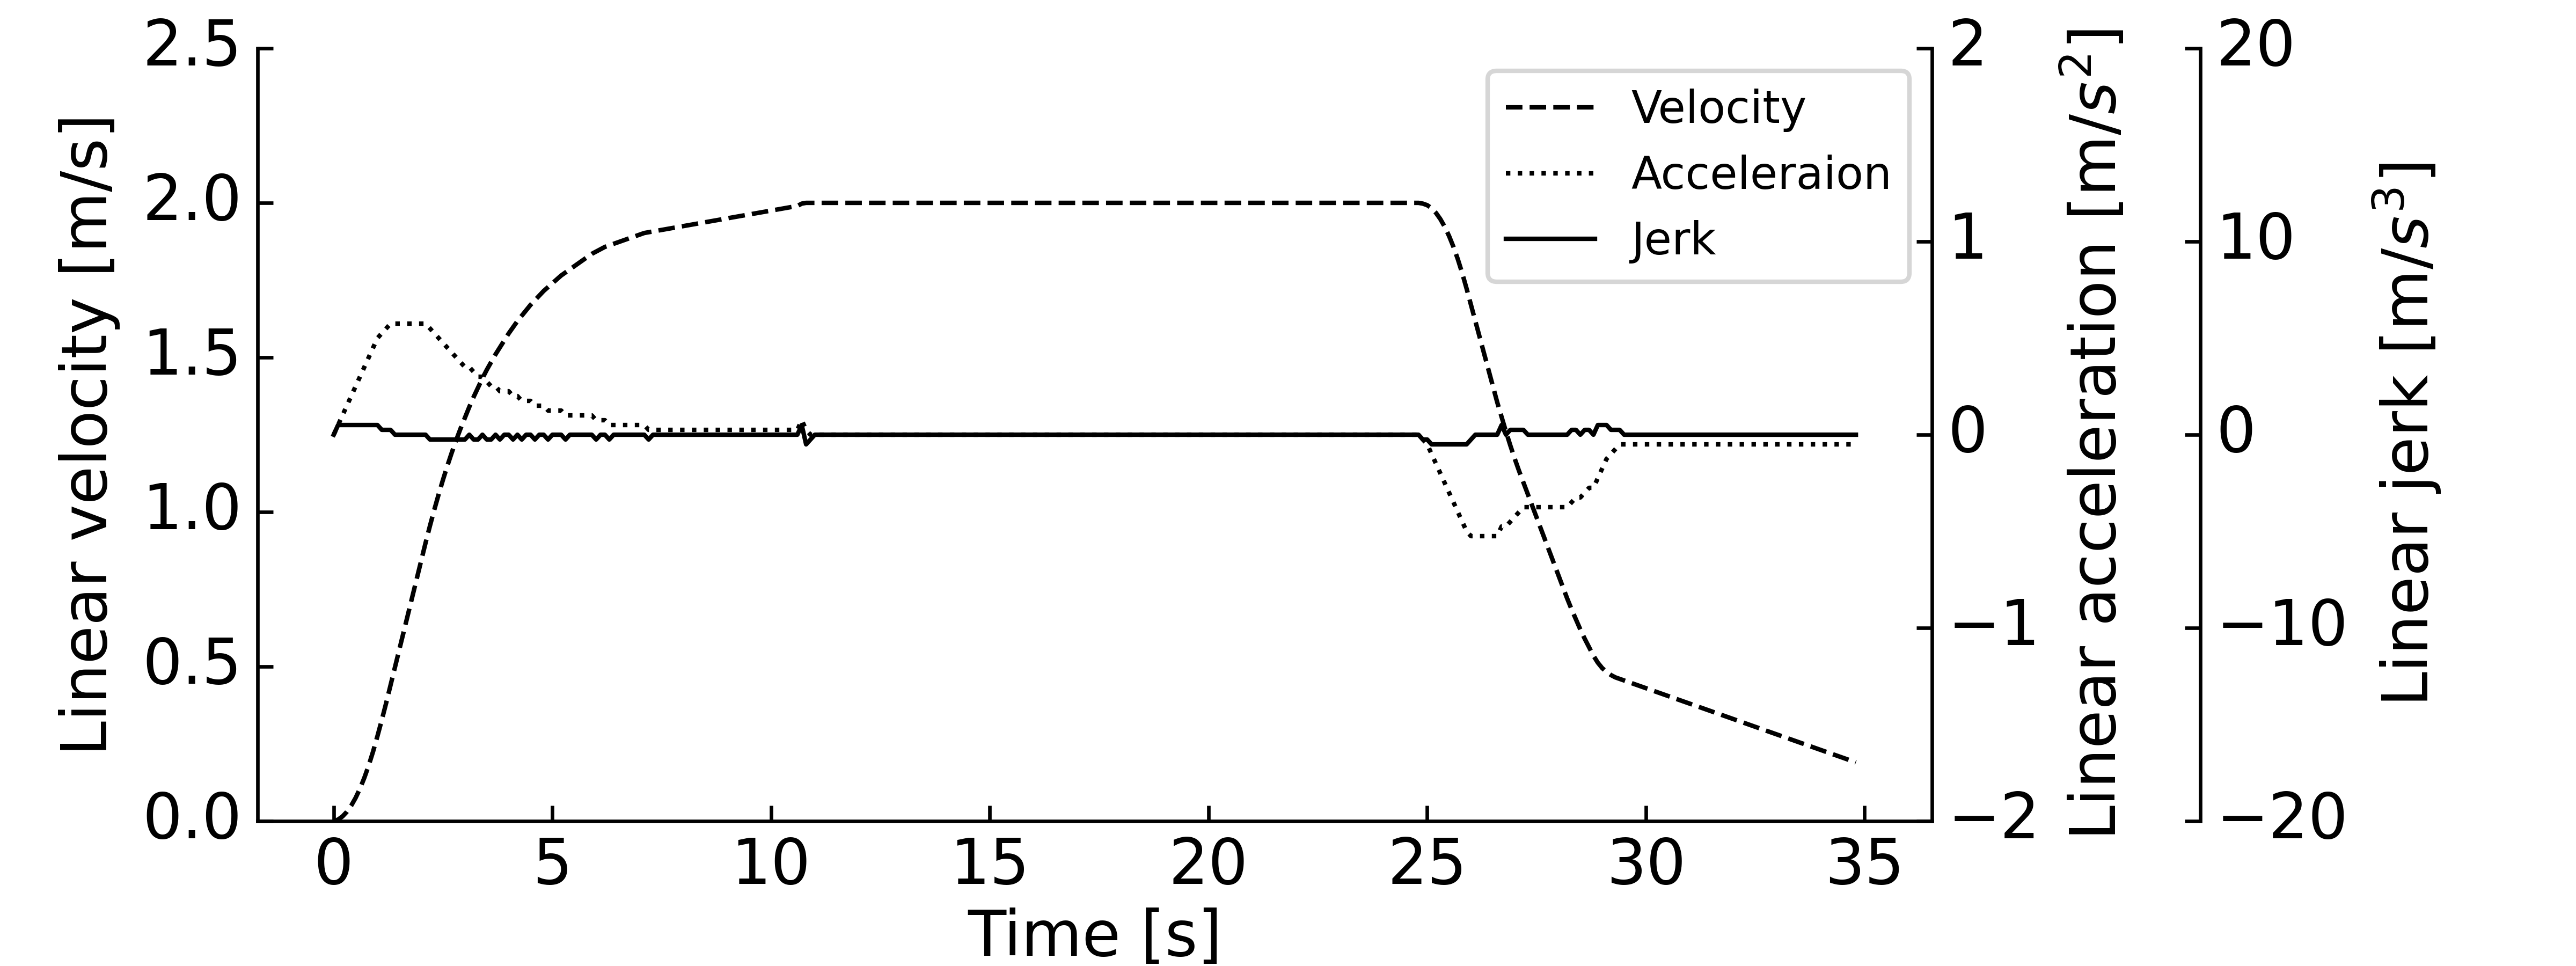 Linear velocity [m/s]
2.5
2.0
1.5
1.0
0.5
0.0
0 5 10 15 20 25 30 35
Time [s]
Velocity
Acceleraion
Jerk
2
1
0
−1
−2
Linear acceleration [m/s²]
20
10
0
−10
−20
Linear jerk [m/s³]